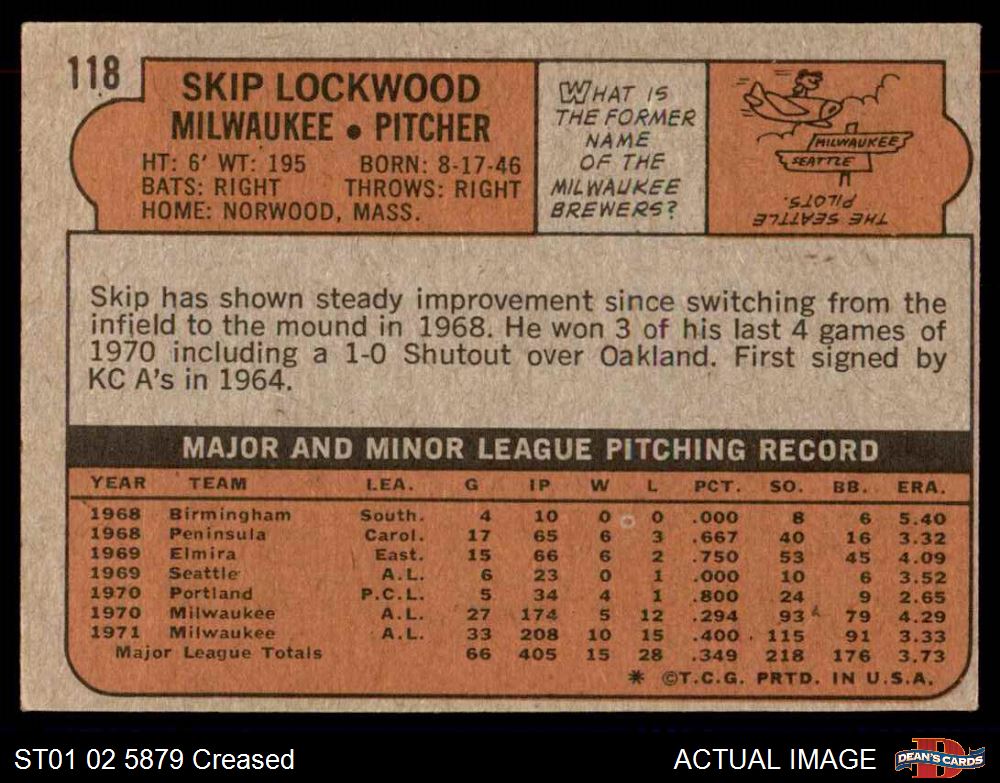 118
SKIP LOCKWOOD
MILWAUKEE • PITCHER
HT: 6' WT: 195 BORN: 8-17-46
BATS: RIGHT THROWS: RIGHT
HOME: NORWOOD, MASS.
WHAT IS
THE FORMER
NAME
OF THE
MILWAUKEE
BREWERS?
MILWAUKEE
SEATTLE
THE SEATTLE
PILOTS.
Skip has shown steady improvement since switching from the
infield to the mound in 1968. He won 3 of his last 4 games of
1970 including a 1-0 Shutout over Oakland. First signed by
KC A's in 1964.
MAJOR AND MINOR LEAGUE PITCHING RECORD
YEAR TEAM LEA. G IP W L PCT. SO. BB. ERA.
1968 Birmingham South. 4 10 0 0 .000 8 6 5.40
1968 Peninsula Carol. 17 65 6 3 .667 40 16 3.32
1969 Elmira East. 15 66 6 2 .750 53 45 4.09
1969 Seattle A.L. 6 23 0 1 .000 10 6 3.52
1970 Portland P.C.L. 5 34 4 1 .800 24 9 2.65
1970 Milwaukee A.L. 27 174 5 12 .294 93 79 4.29
1971 Milwaukee A.L. 33 208 10 15 .400 115 91 3.33
Major League Totals 66 405 15 28 .349 218 176 3.73
* ©T.C.G. PRTD. IN U.S.A.
ST01 02 5879 Creased
ACTUAL IMAGE
D
DEAN'S CARDS